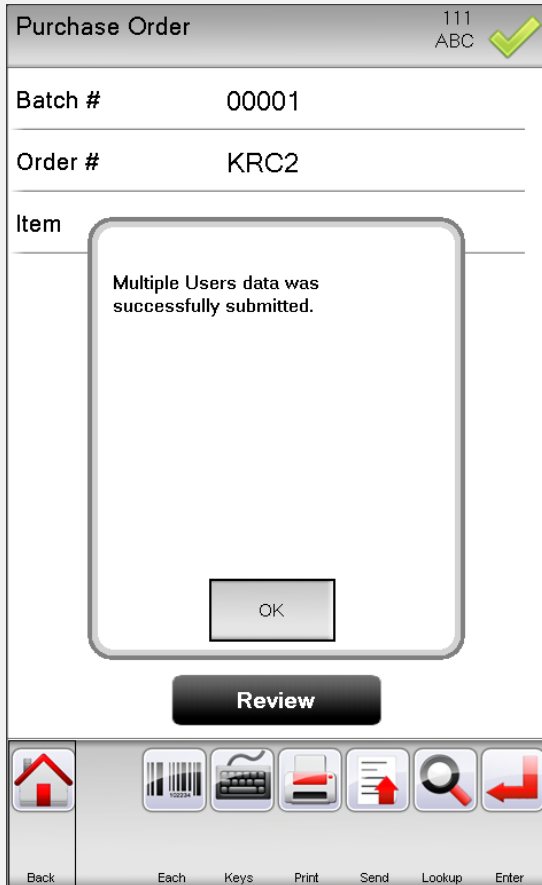 Purchase Order
111
ABC
Batch # 00001
Order # KRC2
Item
Multiple Users data was
successfully submitted.
OK
Review
102234
Back Each Keys Print Send Lookup Enter